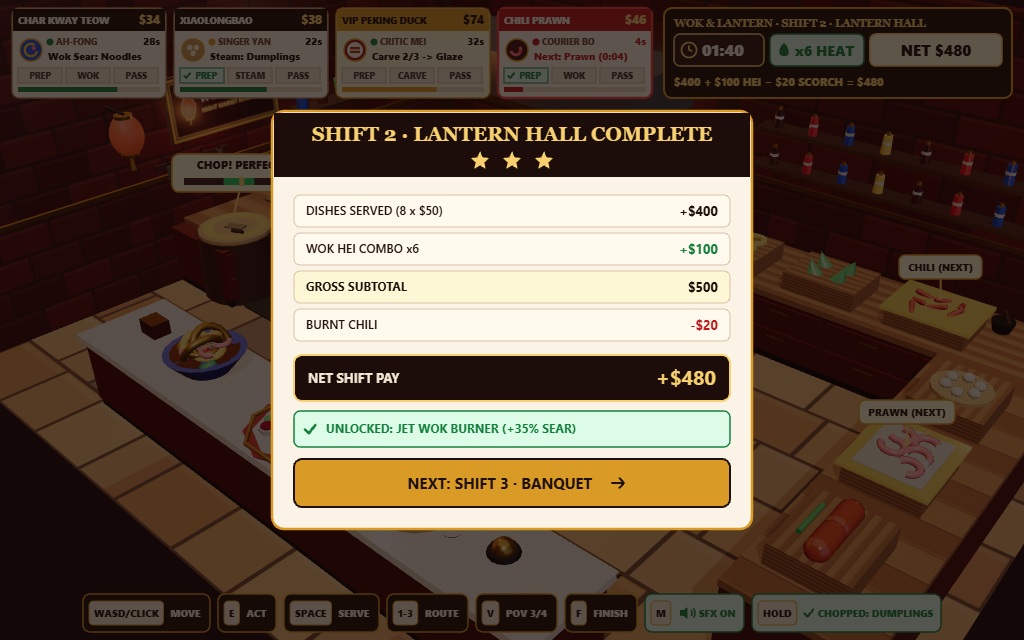 CHAR KWAY TEOW $34
AH-FONG 28s
Wok Sear: Noodles
PREP WOK PASS
XIAOLONGBAO $38
SINGER YAN 22s
Steam: Dumplings
PREP STEAM PASS
VIP PEKING DUCK $74
CRITIC MEI 32s
Carve 2/3 -> Glaze
PREP CARVE PASS
CHILI PRAWN $46
COURIER BO 4s
Next: Prawn (0:04)
PREP WOK PASS
WOK & LANTERN · SHIFT 2 · LANTERN HALL
01:40 x6 HEAT NET $480
$400 + $100 HEI − $20 SCORCH = $480
CHOP! PERFEC
SHIFT 2 · LANTERN HALL COMPLETE
DISHES SERVED (8 x $50) +$400
WOK HEI COMBO x6 +$100
GROSS SUBTOTAL $500
BURNT CHILI -$20
NET SHIFT PAY +$480
UNLOCKED: JET WOK BURNER (+35% SEAR)
NEXT: SHIFT 3 · BANQUET →
CHILI (NEXT)
PRAWN (NEXT)
WASD/CLICK MOVE E ACT SPACE SERVE 1-3 ROUTE V POV 3/4 F FINISH M SFX ON HOLD CHOPPED: DUMPLINGS